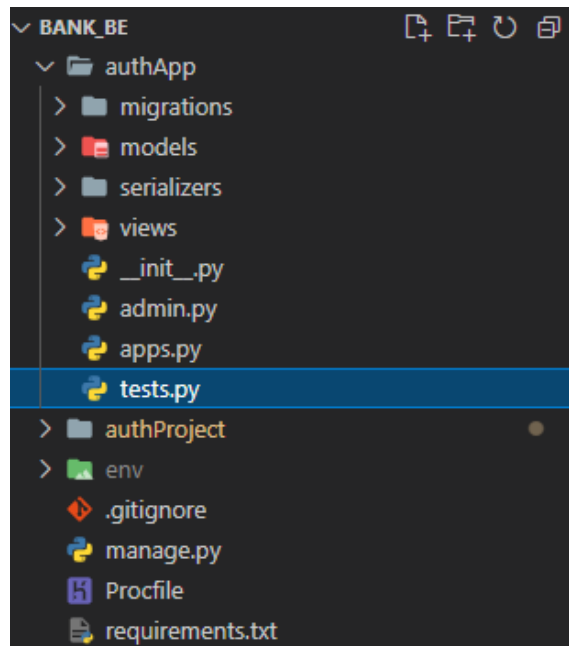 BANK_BE
authApp
migrations
models
serializers
views
__init__.py
admin.py
apps.py
tests.py
authProject
env
.gitignore
manage.py
Procfile
requirements.txt